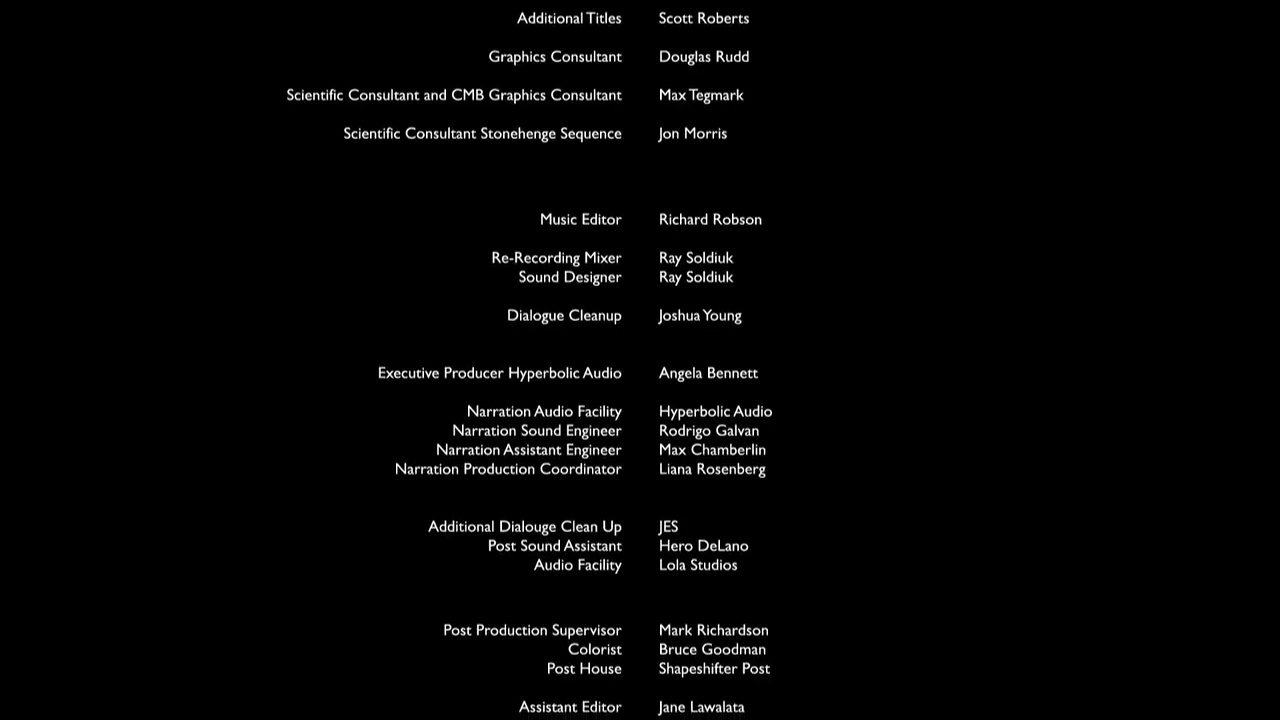 Additional Titles Scott Roberts
Graphics Consultant Douglas Rudd
Scientific Consultant and CMB Graphics Consultant Max Tegmark
Scientific Consultant Stonehenge Sequence Jon Morris
Music Editor Richard Robson
Re-Recording Mixer Ray Soldiuk
Sound Designer Ray Soldiuk
Dialogue Cleanup Joshua Young
Executive Producer Hyperbolic Audio Angela Bennett
Narration Audio Facility Hyperbolic Audio
Narration Sound Engineer Rodrigo Galvan
Narration Assistant Engineer Max Chamberlin
Narration Production Coordinator Liana Rosenberg
Additional Dialouge Clean Up JES
Post Sound Assistant Hero DeLano
Audio Facility Lola Studios
Post Production Supervisor Mark Richardson
Colorist Bruce Goodman
Post House Shapeshifter Post
Assistant Editor Jane Lawalata